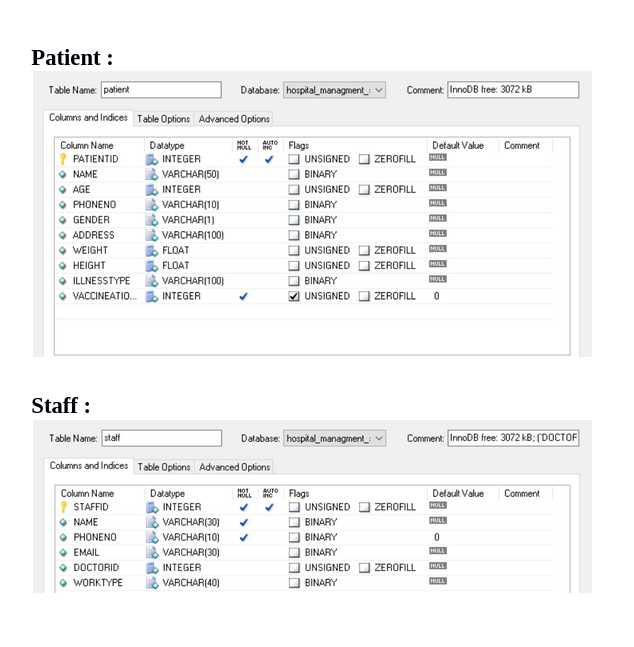 Patient :
Table Name: patient Database: hospital_managment_: Comment: InnoDB free: 3072 kB
Columns and Indices Table Options Advanced Options
Column Name Datatype NOT NULL AUTO INC Flags Default Value Comment
PATIENTID INTEGER UNSIGNED ZEROFILL NULL
NAME VARCHAR(50) BINARY NULL
AGE INTEGER UNSIGNED ZEROFILL NULL
PHONENO VARCHAR(10) BINARY NULL
GENDER VARCHAR(1) BINARY NULL
ADDRESS VARCHAR(100) BINARY NULL
WEIGHT FLOAT UNSIGNED ZEROFILL NULL
HEIGHT FLOAT UNSIGNED ZEROFILL NULL
ILLNESSTYPE VARCHAR(100) BINARY NULL
VACCINEATIO... INTEGER UNSIGNED ZEROFILL 0
Staff :
Table Name: staff Database: hospital_managment_: Comment: InnoDB free: 3072 kB; (`DOCTOF
Columns and Indices Table Options Advanced Options
Column Name Datatype NOT NULL AUTO INC Flags Default Value Comment
STAFFID INTEGER UNSIGNED ZEROFILL NULL
NAME VARCHAR(30) BINARY NULL
PHONENO VARCHAR(10) BINARY 0
EMAIL VARCHAR(30) BINARY NULL
DOCTORID INTEGER UNSIGNED ZEROFILL NULL
WORKTYPE VARCHAR(40) BINARY NULL